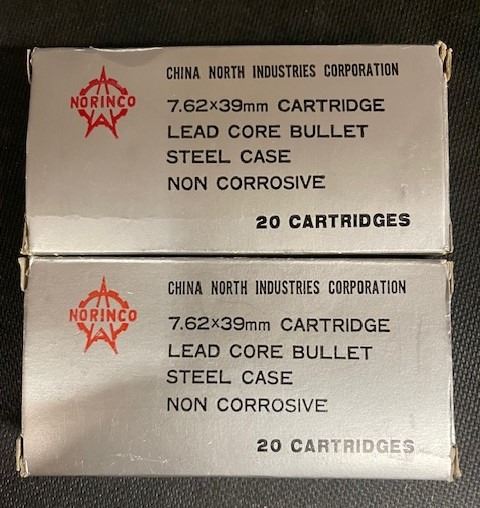 NORINCO
CHINA NORTH INDUSTRIES CORPORATION
7.62×39mm CARTRIDGE
LEAD CORE BULLET
STEEL CASE
NON CORROSIVE
20 CARTRIDGES
NORINCO
CHINA NORTH INDUSTRIES CORPORATION
7.62×39mm CARTRIDGE
LEAD CORE BULLET
STEEL CASE
NON CORROSIVE
20 CARTRIDGES